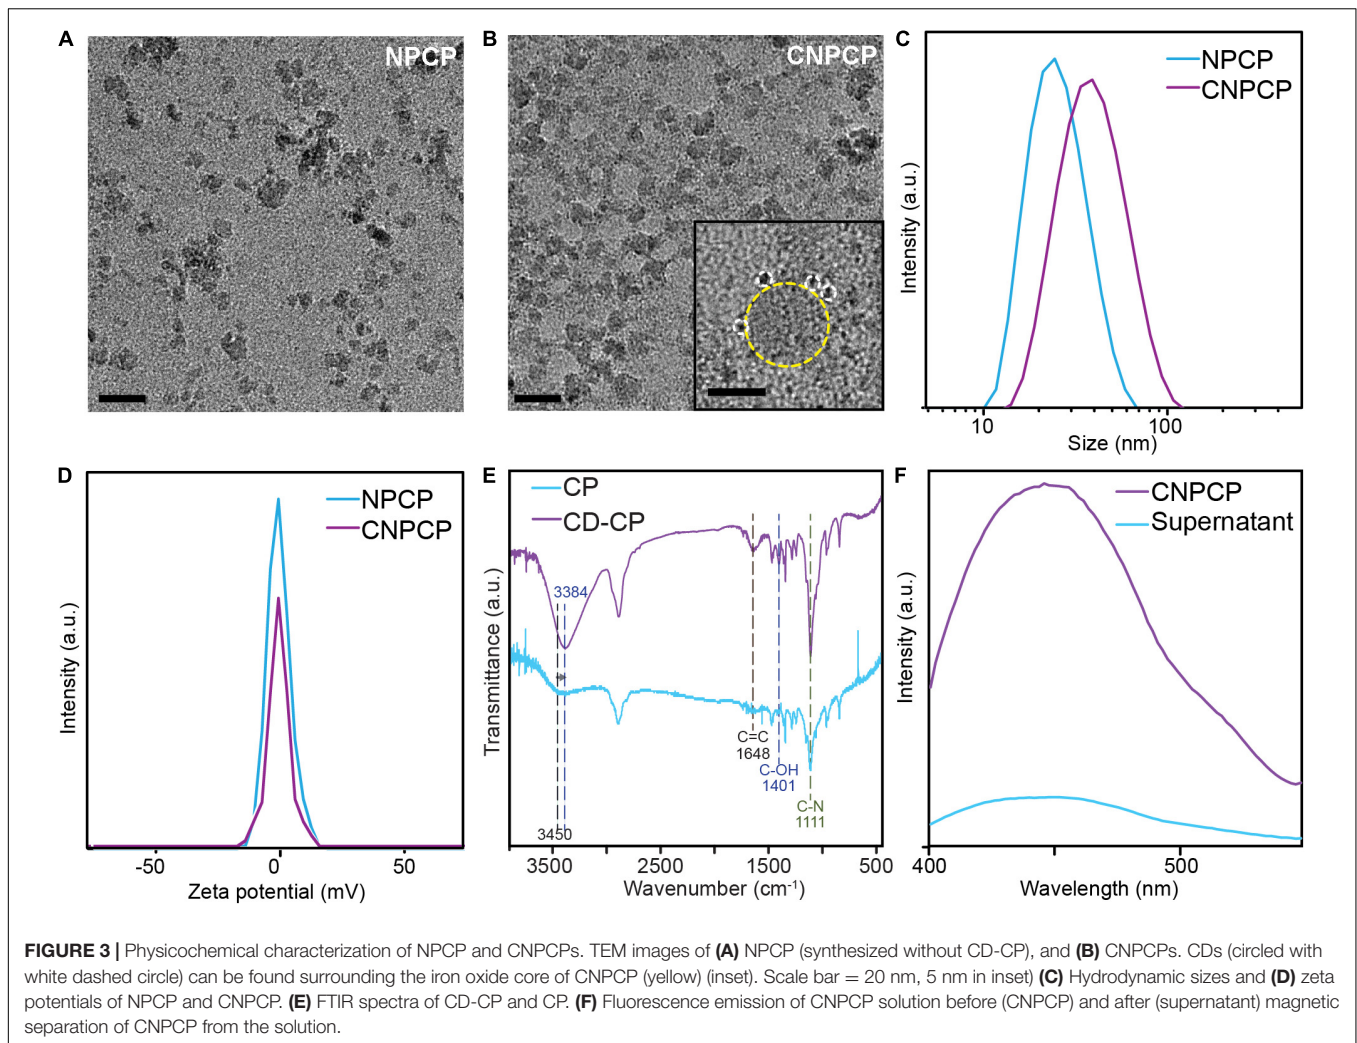 A
NPCP
B
CNPCP
C
NPCP
CNPCP
Intensity (a.u.)
10
100
Size (nm)
D
NPCP
CNPCP
Intensity (a.u.)
-50
0
50
Zeta potential (mV)
E
CP
CD-CP
3384
Transmittance (a.u.)
C=C
1648
C-OH
1401
C-N
1111
3450
3500
2500
1500
500
Wavenumber (cm⁻¹)
F
CNPCP
Supernatant
Intensity (a.u.)
400
500
Wavelength (nm)
FIGURE 3 | Physicochemical characterization of NPCP and CNPCPs. TEM images of (A) NPCP (synthesized without CD-CP), and (B) CNPCPs. CDs (circled with
white dashed circle) can be found surrounding the iron oxide core of CNPCP (yellow) (inset). Scale bar = 20 nm, 5 nm in inset) (C) Hydrodynamic sizes and (D) zeta
potentials of NPCP and CNPCP. (E) FTIR spectra of CD-CP and CP. (F) Fluorescence emission of CNPCP solution before (CNPCP) and after (supernatant) magnetic
separation of CNPCP from the solution.